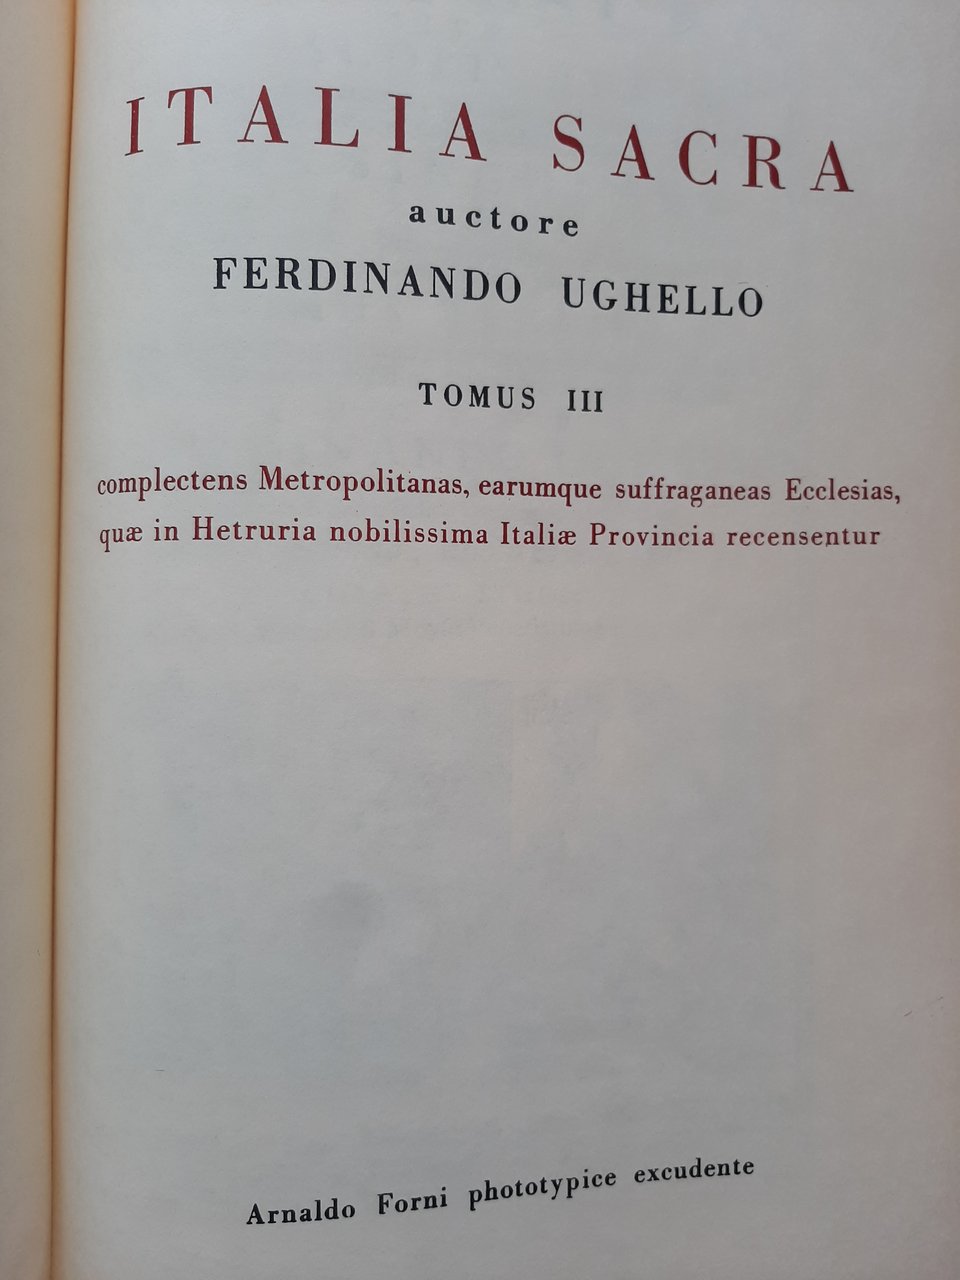 ITALIA SACRA
auctore
FERDINANDO UGHELLO
TOMUS III
complectens Metropolitanas, earumque suffraganeas Ecclesias,
quæ in Hetruria nobilissima Italiæ Provincia recensentur
Arnaldo Forni phototypice excudente